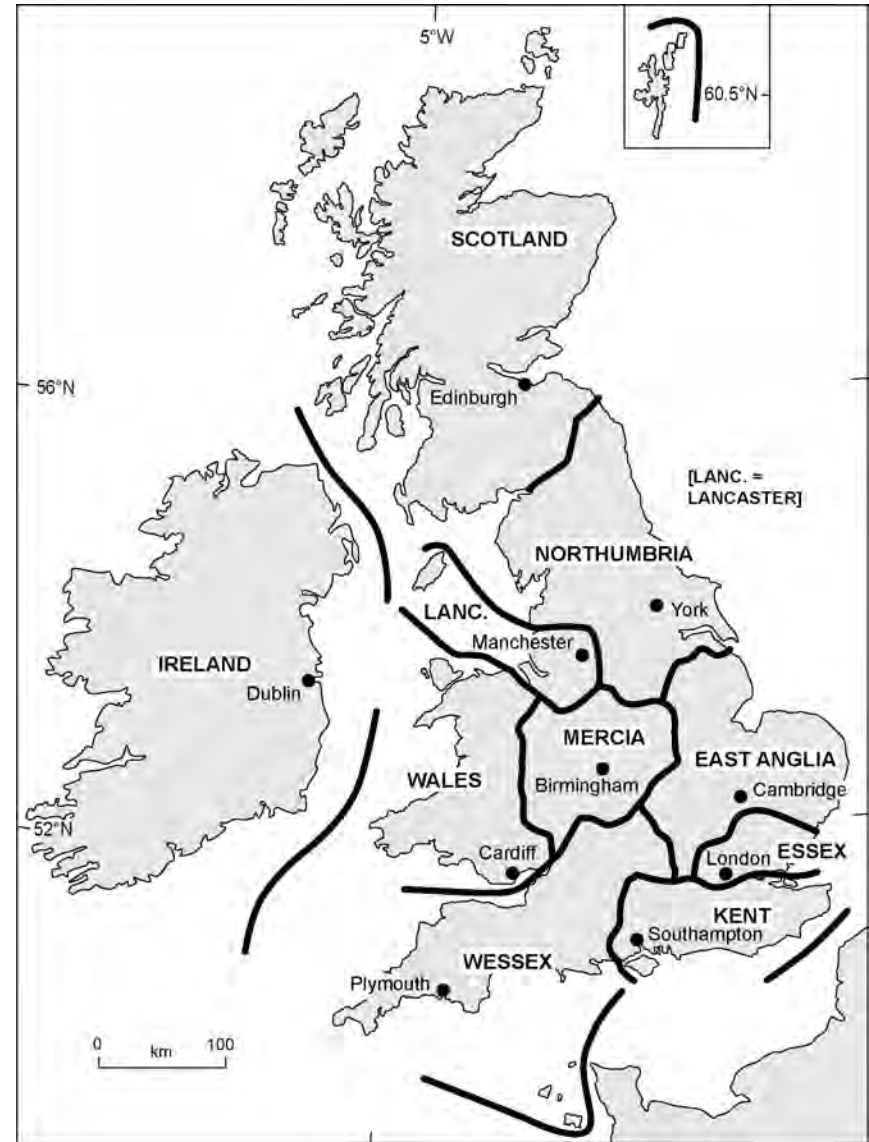 5°W
60.5°N
SCOTLAND
56°N
Edinburgh
[LANC. =
LANCASTER]
NORTHUMBRIA
LANC.
York
Manchester
IRELAND
Dublin
MERCIA
EAST ANGLIA
WALES
Birmingham
Cambridge
52°N
Cardiff
London
ESSEX
KENT
Southampton
WESSEX
Plymouth
0 km 100